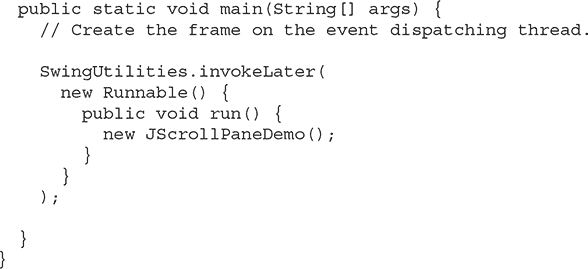 public static void main(String[] args) {
// Create the frame on the event dispatching thread.
SwingUtilities.invokeLater(
new Runnable() {
public void run() {
new JScrollPaneDemo();
}
}
);
}
}